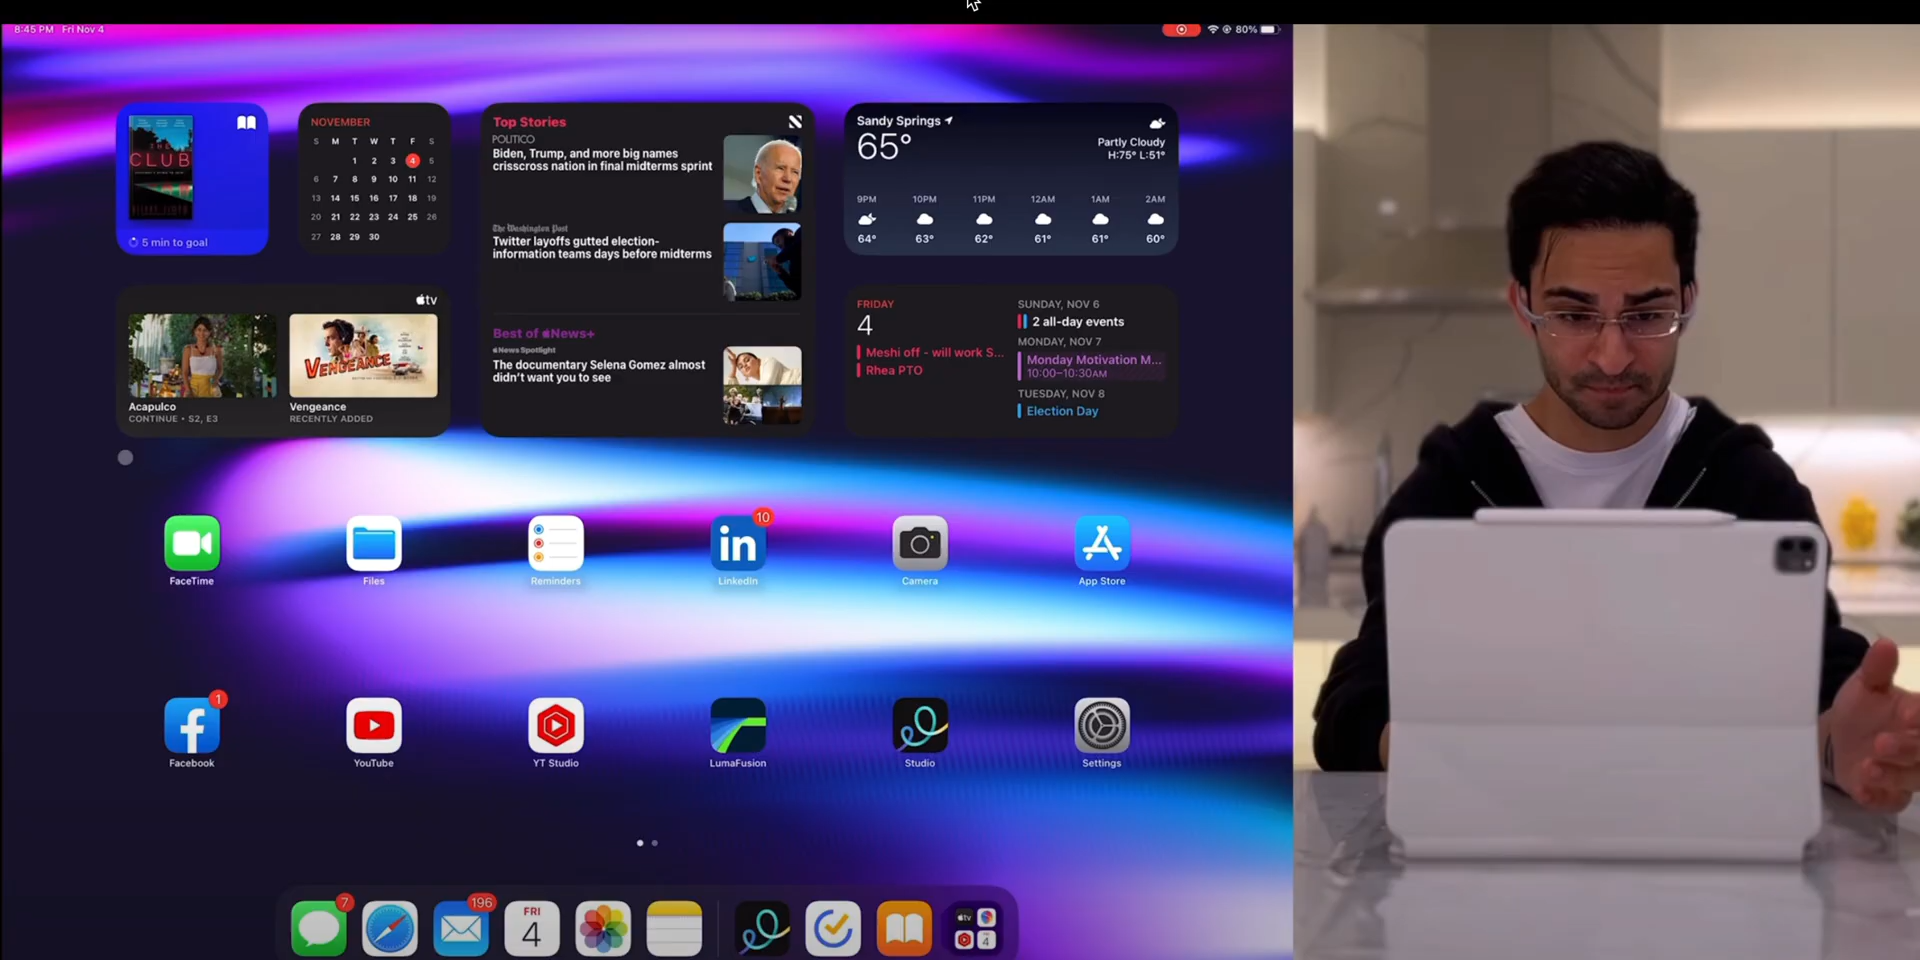 8:45 PM Fri Nov 4
80%
THE
CLUB
5 min to goal
NOVEMBER
S M T W T F S
1 2 3 4 5
6 7 8 9 10 11 12
13 14 15 16 17 18 19
20 21 22 23 24 25 26
27 28 29 30
Top Stories
POLITICO
Biden, Trump, and more big names
crisscross nation in final midterms sprint
The Washington Post
Twitter layoffs gutted election-
information teams days before midterms
Best of News+
News Spotlight
The documentary Selena Gomez almost
didn't want you to see
Sandy Springs
65°
Partly Cloudy
H:75° L:51°
9PM 10PM 11PM 12AM 1AM 2AM
64° 63° 62° 61° 61° 60°
tv
VENGEANCE
Acapulco
CONTINUE • S2, E3
Vengeance
RECENTLY ADDED
FRIDAY
4
Meshi off - will work S...
Rhea PTO
SUNDAY, NOV 6
2 all-day events
MONDAY, NOV 7
Monday Motivation M...
10:00–10:30AM
TUESDAY, NOV 8
Election Day
in
10
FaceTime
Files
Reminders
LinkedIn
Camera
App Store
1
Facebook
YouTube
YT Studio
LumaFusion
Studio
Settings
7
196
FRI
4
tv
4